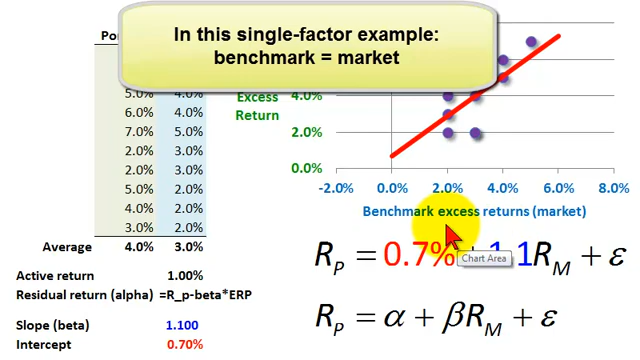 In this single-factor example:
benchmark = market
Po
5.0% 4.0%
6.0% 4.0%
7.0% 5.0%
2.0% 3.0%
2.0% 3.0%
5.0% 2.0%
4.0% 2.0%
3.0% 2.0%
Average 4.0% 3.0%
Active return 1.00%
Residual return (alpha) =R_p-beta*ERP
Slope (beta) 1.100
Intercept 0.70%
Excess
Return
4.0%
2.0%
0.0%
-2.0% 0.0% 2.0% 4.0% 6.0% 8.0%
Benchmark excess returns (market)
R_P = 0.7% + 1.1R_M + ε
Chart Area
R_P = α + βR_M + ε